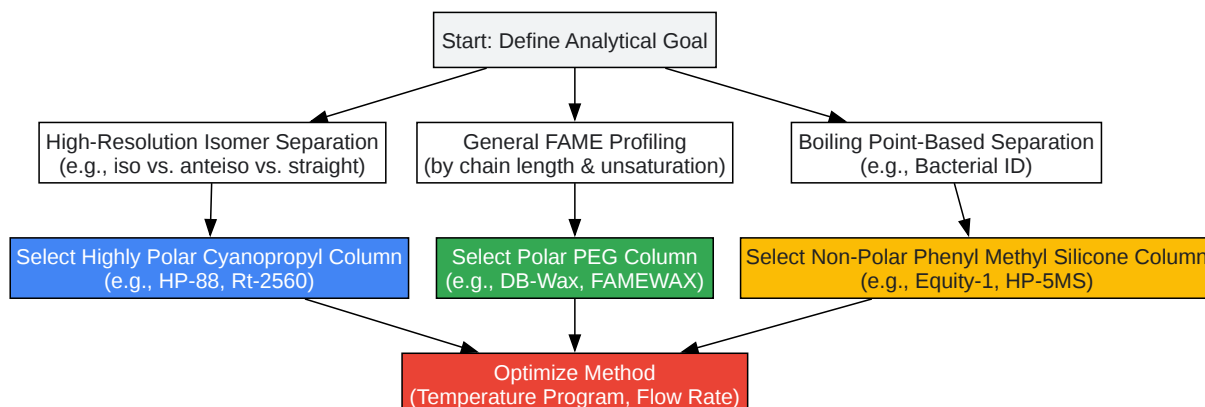 Start: Define Analytical Goal
High-Resolution Isomer Separation
(e.g., iso vs. anteiso vs. straight)
General FAME Profiling
(by chain length & unsaturation)
Boiling Point-Based Separation
(e.g., Bacterial ID)
Select Highly Polar Cyanopropyl Column
(e.g., HP-88, Rt-2560)
Select Polar PEG Column
(e.g., DB-Wax, FAMEWAX)
Select Non-Polar Phenyl Methyl Silicone Column
(e.g., Equity-1, HP-5MS)
Optimize Method
(Temperature Program, Flow Rate)